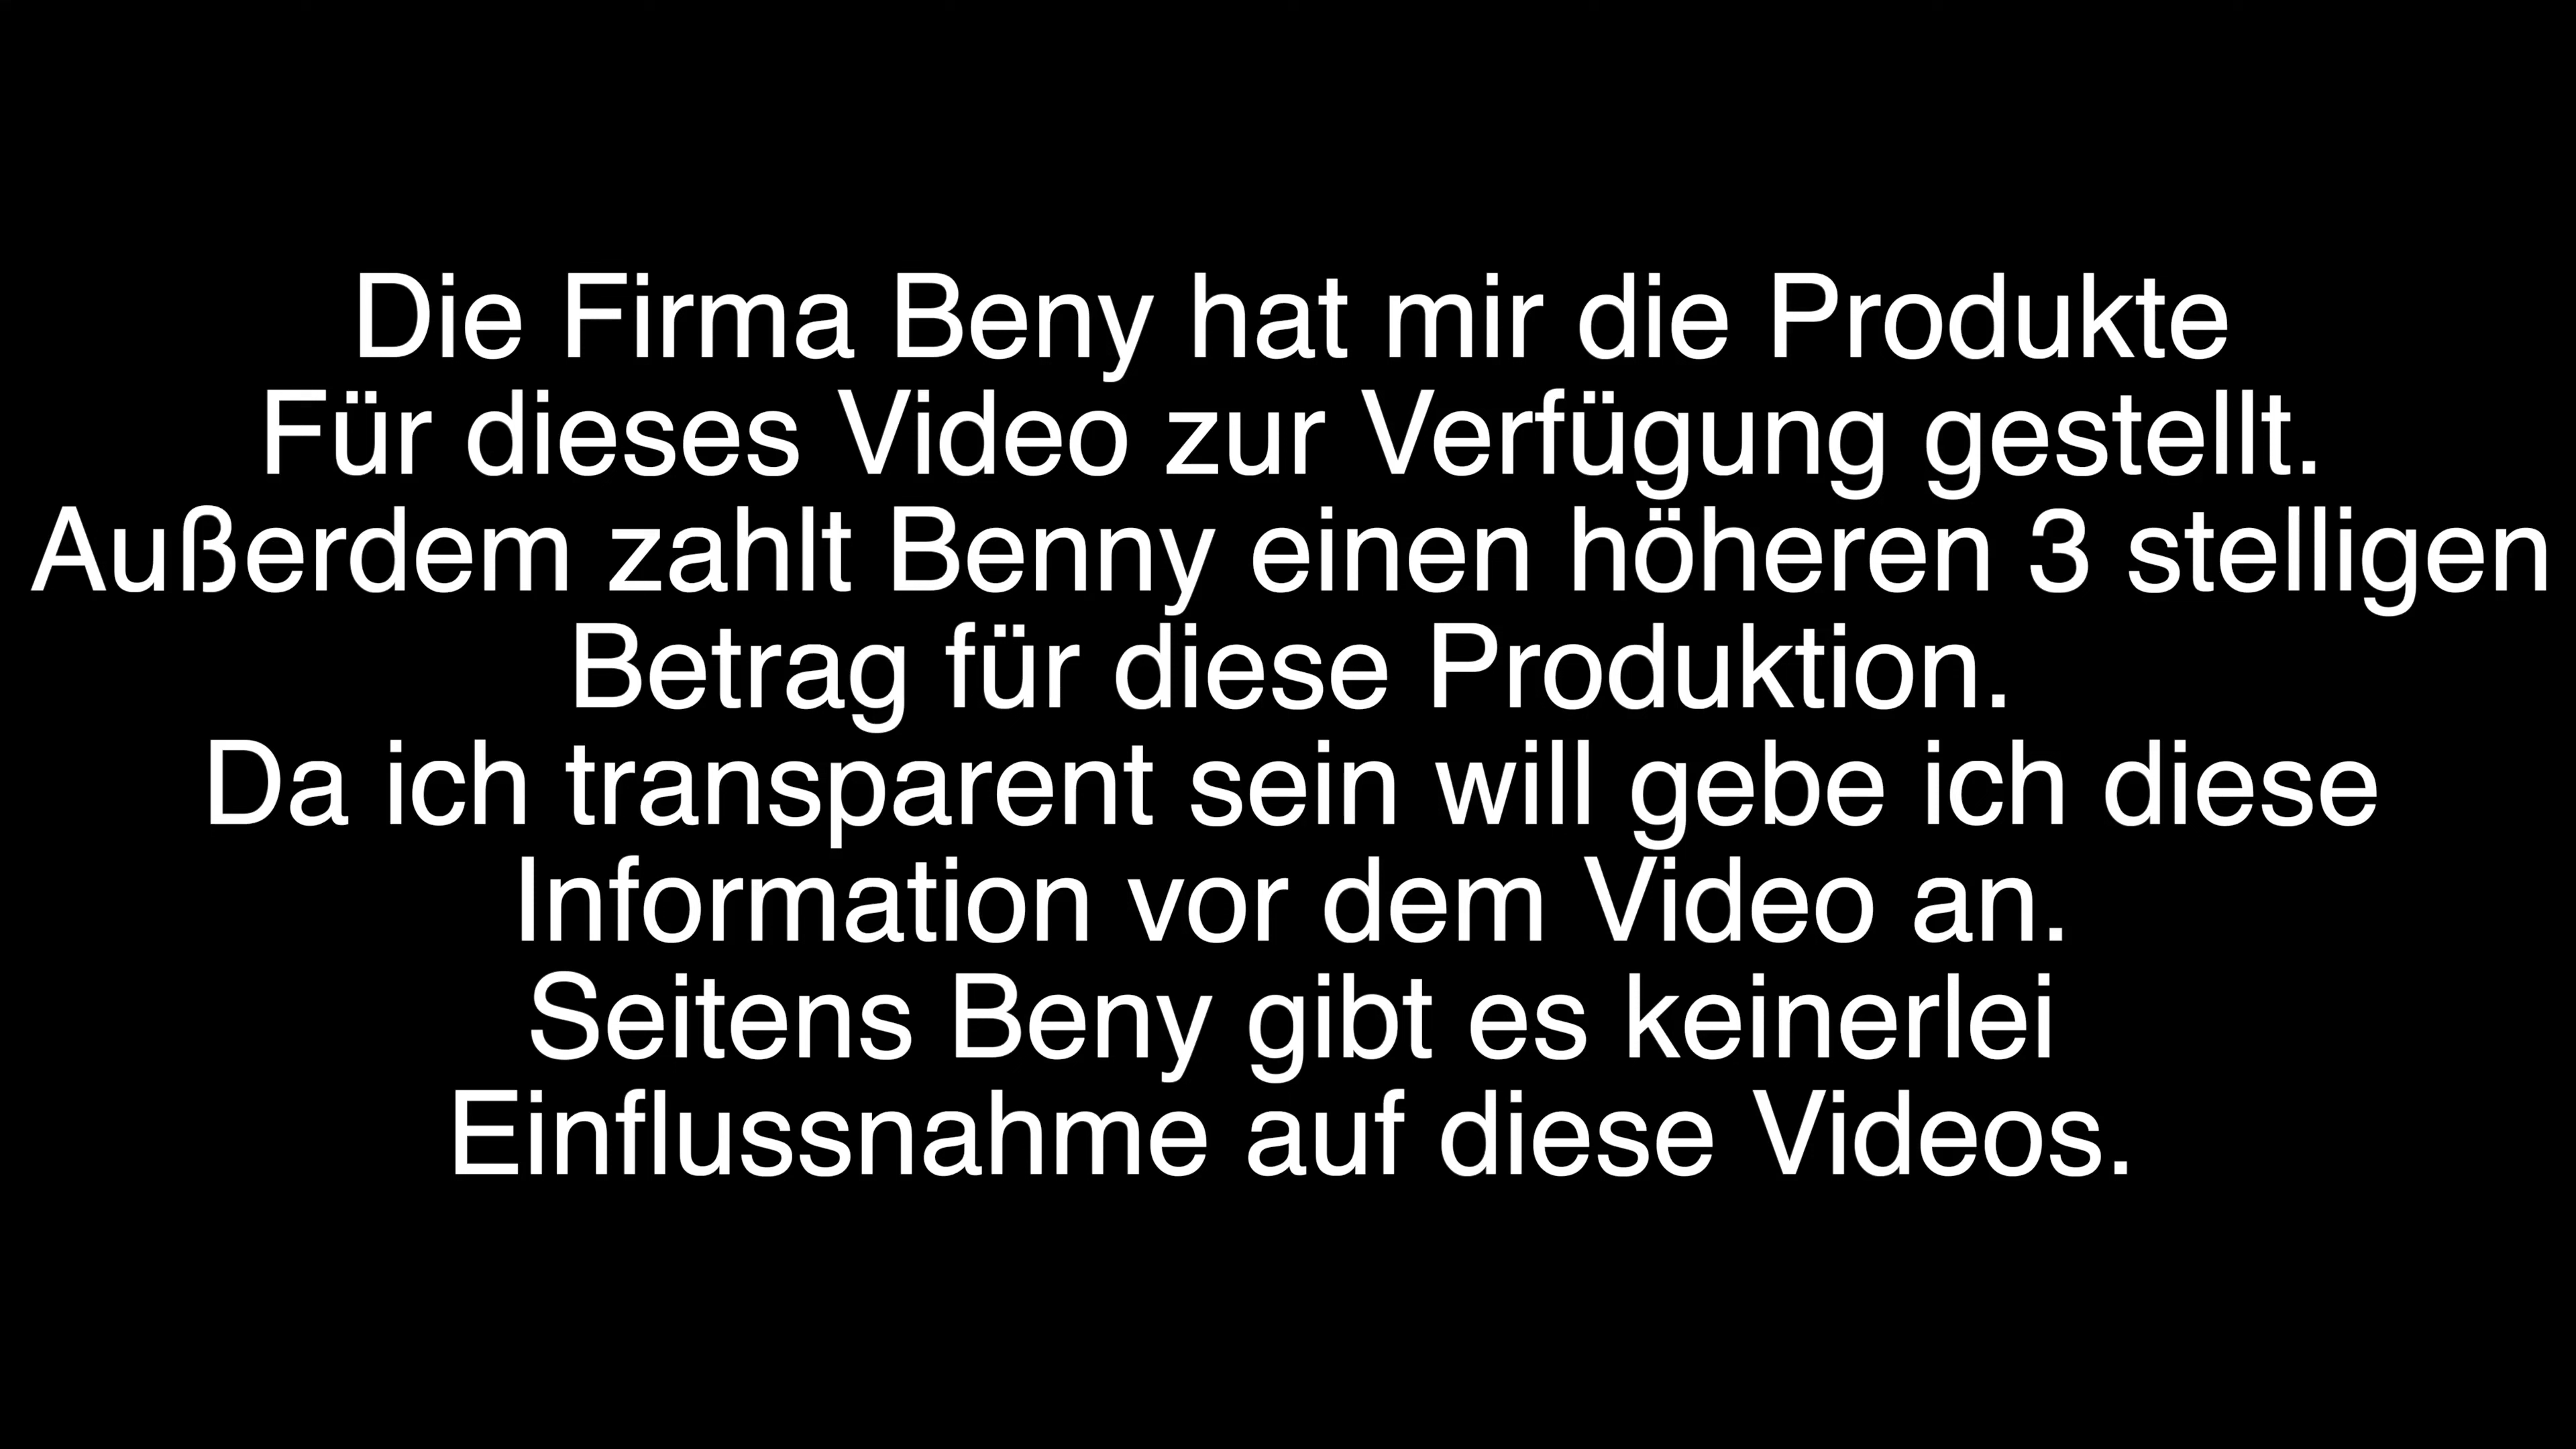 Die Firma Beny hat mir die Produkte
Für dieses Video zur Verfügung gestellt.
Außerdem zahlt Benny einen höheren 3 stelligen
Betrag für diese Produktion.
Da ich transparent sein will gebe ich diese
Information vor dem Video an.
Seitens Beny gibt es keinerlei
Einflussnahme auf diese Videos.